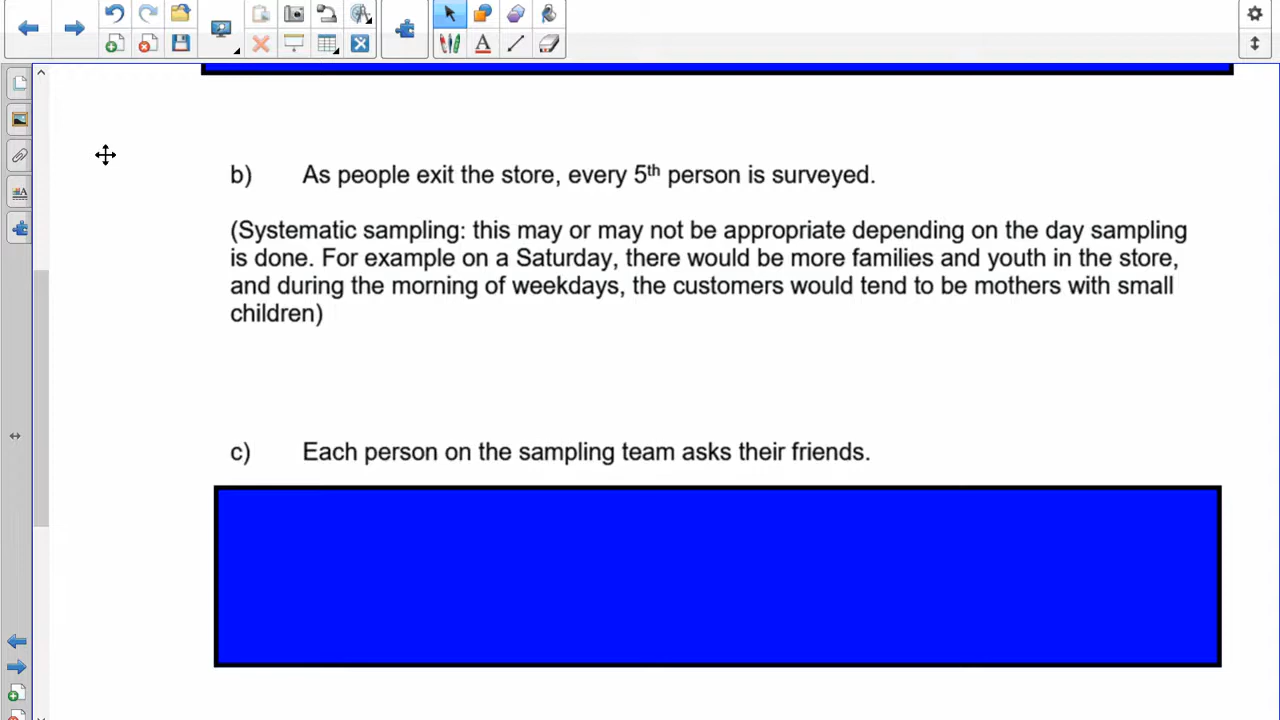 b) As people exit the store, every 5th person is surveyed.
(Systematic sampling: this may or may not be appropriate depending on the day sampling
is done. For example on a Saturday, there would be more families and youth in the store,
and during the morning of weekdays, the customers would tend to be mothers with small
children)
c) Each person on the sampling team asks their friends.